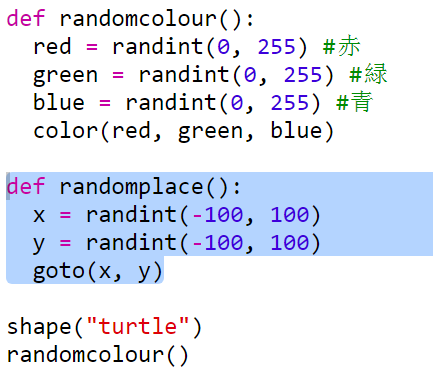 def randomcolour():
  red = randint(0, 255) #赤
  green = randint(0, 255) #緑
  blue = randint(0, 255) #青
  color(red, green, blue)

def randomplace():
  x = randint(-100, 100)
  y = randint(-100, 100)
  goto(x, y)

shape("turtle")
randomcolour()